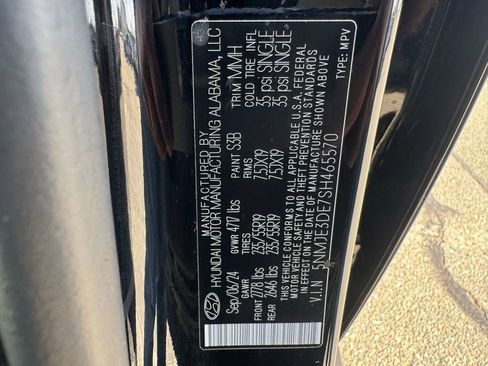 MANUFACTURED BY
HYUNDAI MOTOR MANUFACTURING ALABAMA, LLC
Sep/06/24 GVWR 4717 lbs PAINT S3B TRIM MMH
GAWR TIRES RIMS COLD TIRE INFL
FRONT 2778 lbs 235/55R19 7.5JX19 35 psi SINGLE
REAR 2646 lbs 235/55R19 7.5JX19 35 psi SINGLE
THIS VEHICLE CONFORMS TO ALL APPLICABLE U.S.A. FEDERAL
MOTOR VEHICLE SAFETY AND THEFT PREVENTION STANDARDS
IN EFFECT ON THE DATE OF MANUFACTURE SHOWN ABOVE
V.I.N 5NMJE3DE7SH465570 TYPE: MPV